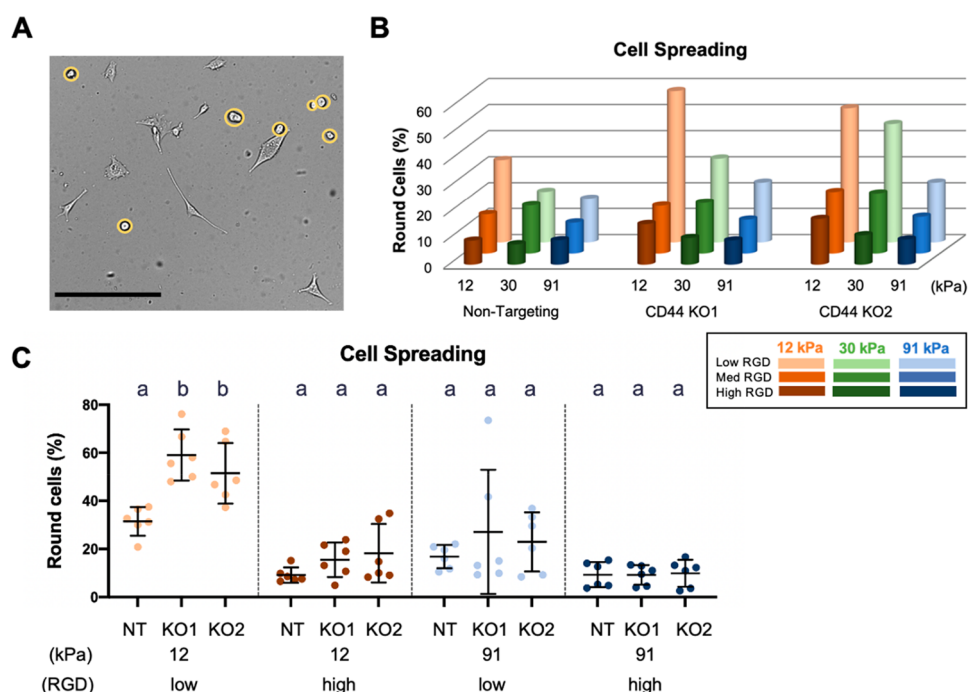 A
B
Cell Spreading
Round Cells (%)
60
50
40
30
20
10
0
12 30 91 12 30 91 12 30 91 (kPa)
Non-Targeting CD44 KO1 CD44 KO2
12 kPa 30 kPa 91 kPa
Low RGD
Med RGD
High RGD
C
Cell Spreading
a b b a a a a a a a a a
Round cells (%)
80
60
40
20
0
NT KO1 KO2 NT KO1 KO2 NT KO1 KO2 NT KO1 KO2
(kPa) 12 12 91 91
(RGD) low high low high